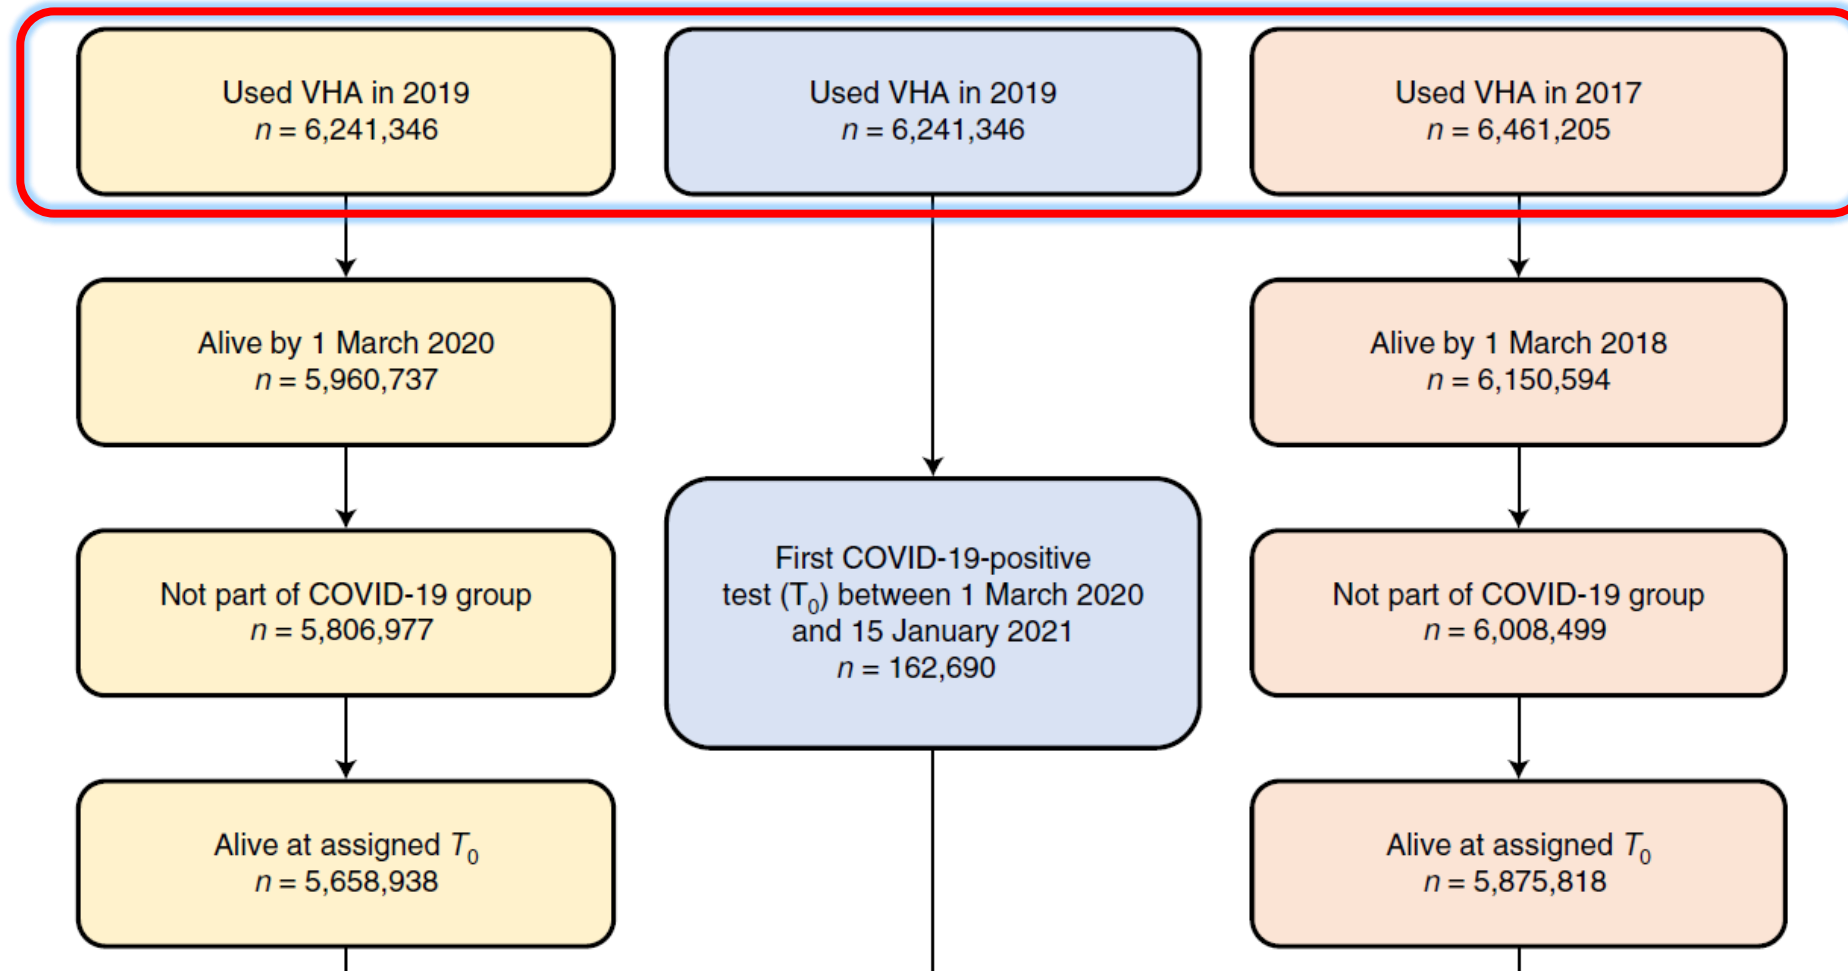 Used VHA in 2019
n = 6,241,346
Used VHA in 2019
n = 6,241,346
Used VHA in 2017
n = 6,461,205
Alive by 1 March 2020
n = 5,960,737
Alive by 1 March 2018
n = 6,150,594
First COVID-19-positive
test (T₀) between 1 March 2020
and 15 January 2021
n = 162,690
Not part of COVID-19 group
n = 5,806,977
Not part of COVID-19 group
n = 6,008,499
Alive at assigned T₀
n = 5,658,938
Alive at assigned T₀
n = 5,875,818